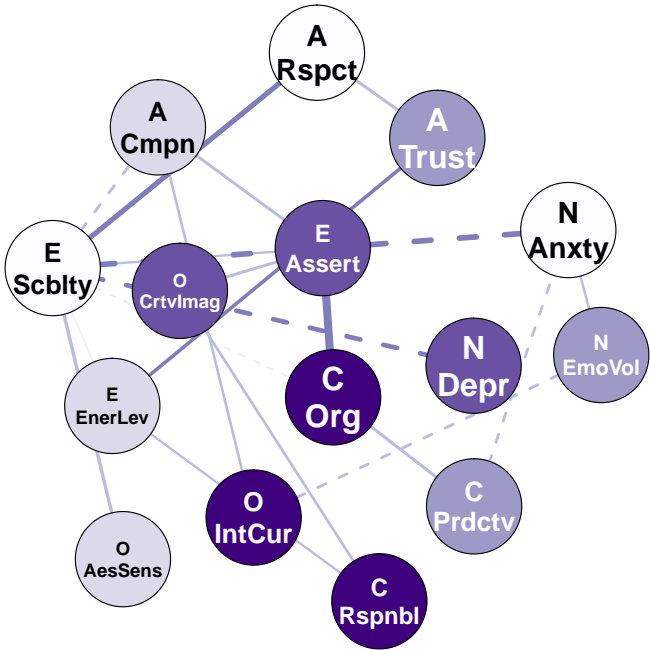 A
Rspct
A
Cmpn
A
Trust
E
Scblty
E
Assert
N
Anxty
O
CrtvImag
N
EmoVol
N
Depr
E
EnerLev
C
Org
O
IntCur
C
Prdctv
O
AesSens
C
Rspnbl